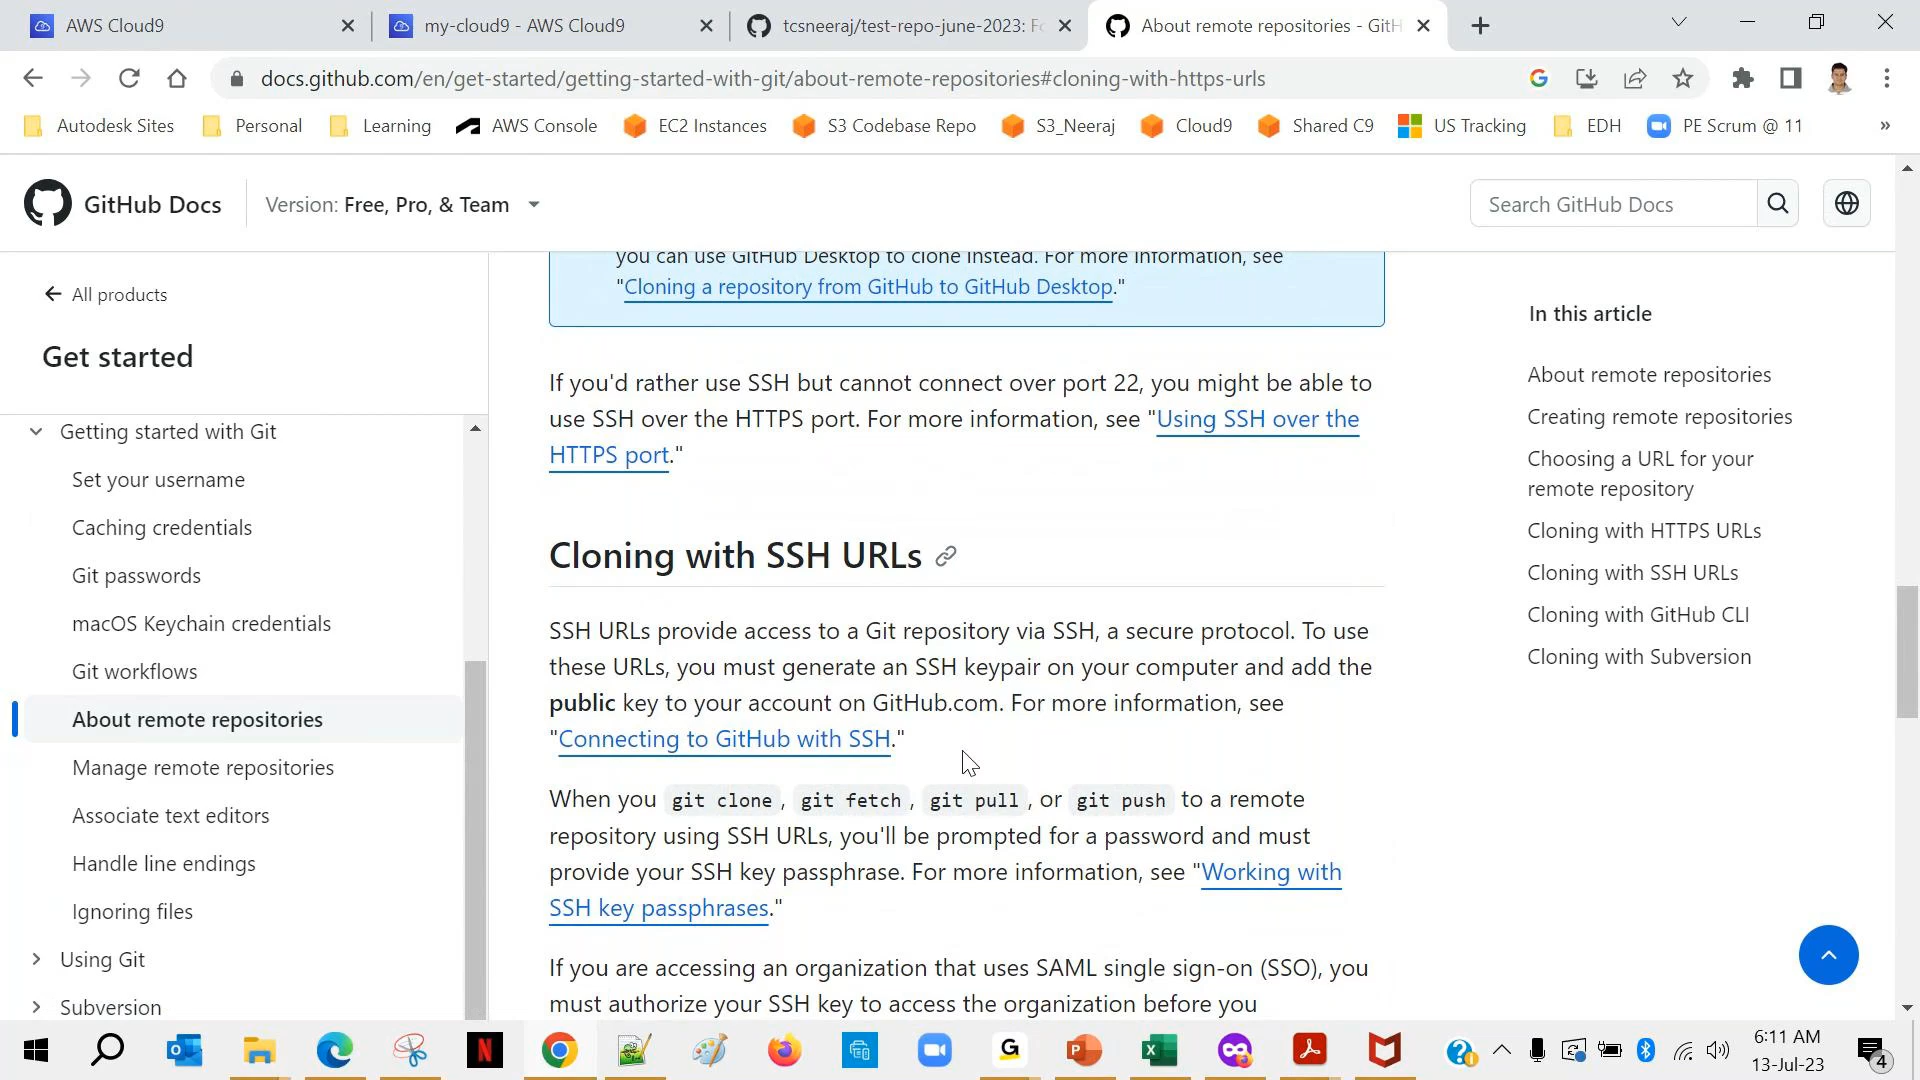 AWS Cloud9
my-cloud9 - AWS Cloud9
tcsneeraj/test-repo-june-2023: Fo
About remote repositories - GitH
docs.github.com/en/get-started/getting-started-with-git/about-remote-repositories#cloning-with-https-urls
Autodesk Sites
Personal
Learning
AWS Console
EC2 Instances
S3 Codebase Repo
S3_Neeraj
Cloud9
Shared C9
US Tracking
EDH
PE Scrum @ 11
»
GitHub Docs
Version: Free, Pro, & Team
Search GitHub Docs
All products
Get started
Getting started with Git
Set your username
Caching credentials
Git passwords
macOS Keychain credentials
Git workflows
About remote repositories
Manage remote repositories
Associate text editors
Handle line endings
Ignoring files
Using Git
Subversion
you can use GitHub Desktop to clone instead. For more information, see
"Cloning a repository from GitHub to GitHub Desktop."
If you'd rather use SSH but cannot connect over port 22, you might be able to
use SSH over the HTTPS port. For more information, see "Using SSH over the
HTTPS port."
Cloning with SSH URLs
SSH URLs provide access to a Git repository via SSH, a secure protocol. To use
these URLs, you must generate an SSH keypair on your computer and add the
public key to your account on GitHub.com. For more information, see
"Connecting to GitHub with SSH."
When you git clone, git fetch, git pull, or git push to a remote
repository using SSH URLs, you'll be prompted for a password and must
provide your SSH key passphrase. For more information, see "Working with
SSH key passphrases."
If you are accessing an organization that uses SAML single sign-on (SSO), you
must authorize your SSH key to access the organization before you
In this article
About remote repositories
Creating remote repositories
Choosing a URL for your
remote repository
Cloning with HTTPS URLs
Cloning with SSH URLs
Cloning with GitHub CLI
Cloning with Subversion
6:11 AM
13-Jul-23
4